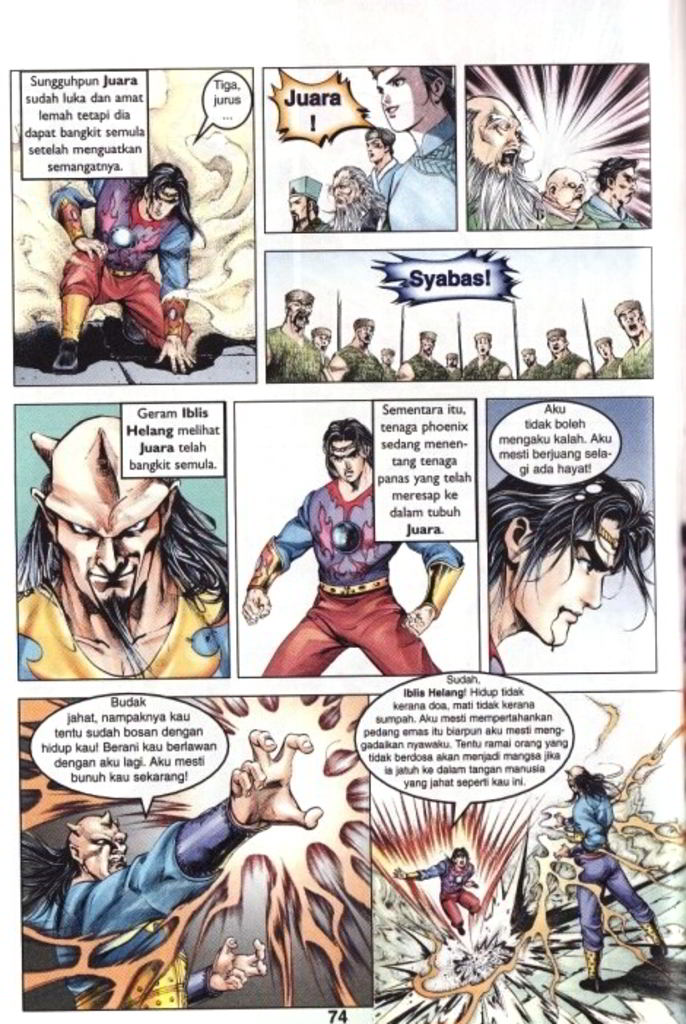 Sungguhpun Juara
sudah luka dan amat
lemah tetapi dia
dapat bangkit semula
setelah menguatkan
semangatnya.
Tiga,
jurus
...
Juara
!
Syabas!
Geram Iblis
Helang melihat
Juara telah
bangkit semula.
Sementara itu,
tenaga phoenix
sedang menen-
tang tenaga
panas yang telah
meresap ke
dalam tubuh
Juara.
Aku
tidak boleh
mengaku kalah. Aku
mesti berjuang sela-
gi ada hayat!
Budak
jahat, nampaknya kau
tentu sudah bosan dengan
hidup kau! Berani kau berlawan
dengan aku lagi. Aku mesti
bunuh kau sekarang!
Sudah,
Iblis Helang! Hidup tidak
kerana doa, mati tidak kerana
sumpah. Aku mesti mempertahankan
pedang emas itu biarpun aku mesti meng-
gadaikan nyawaku. Tentu ramai orang yang
tidak berdosa akan menjadi mangsa jika
ia jatuh ke dalam tangan manusia
yang jahat seperti kau ini.
74